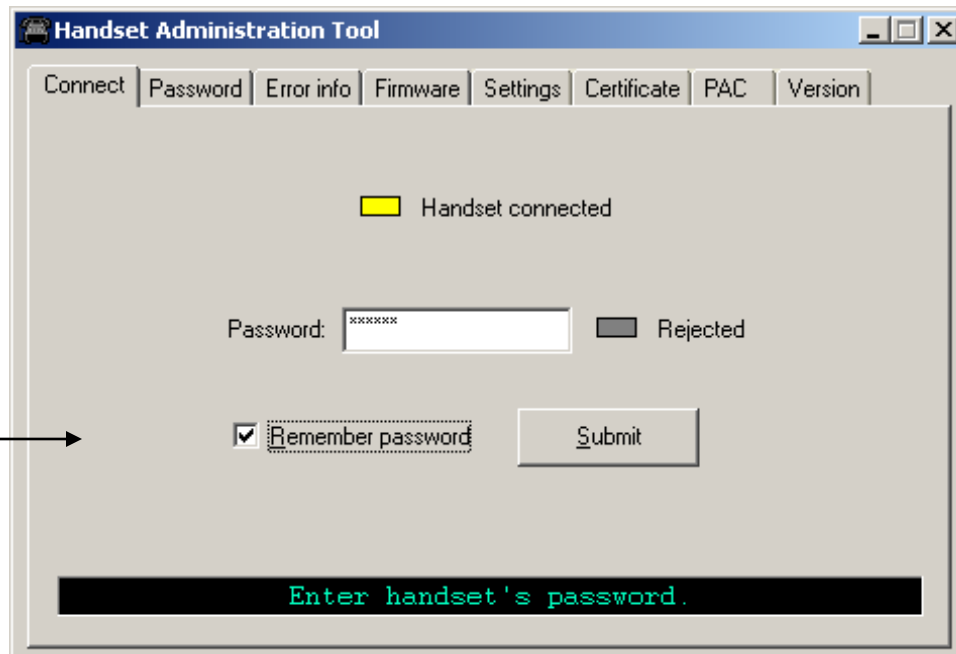 Handset Administration Tool
Connect Password Error info Firmware Settings Certificate PAC Version
Handset connected
Password: ****** Rejected
Remember password Submit
Enter handset's password.